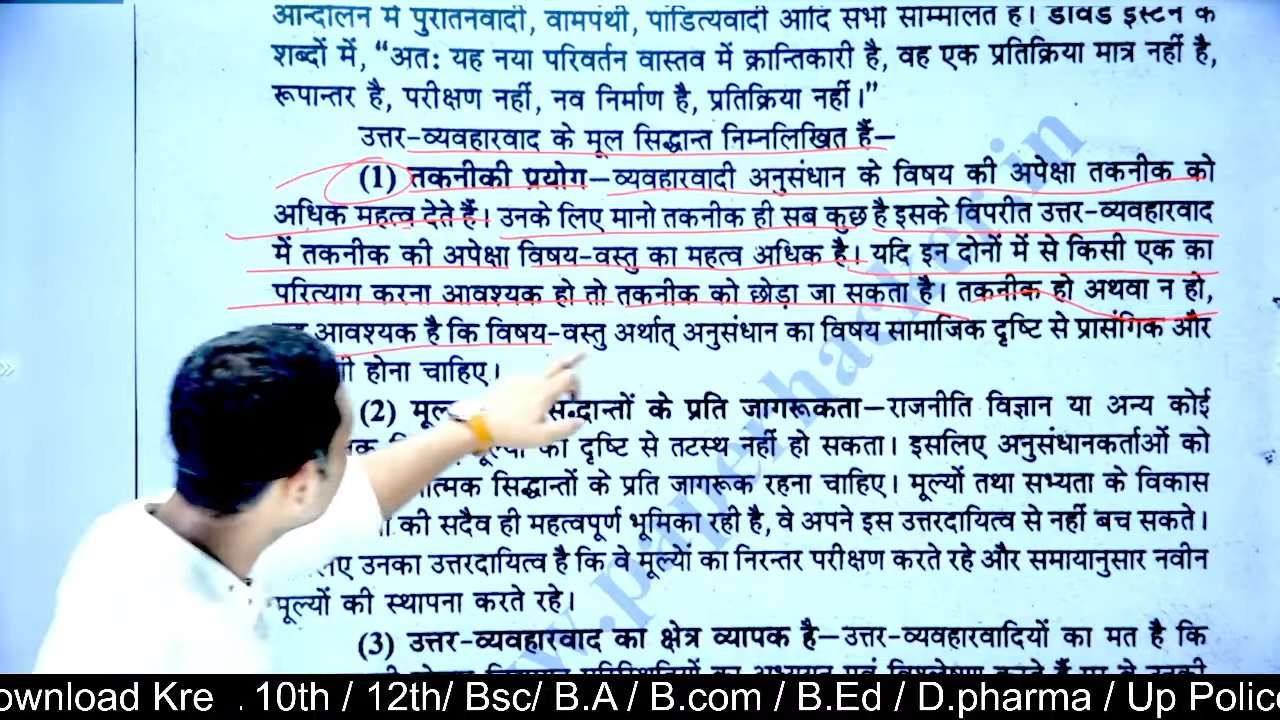 आन्दोलन में पुरातनवादी, वामपंथी, पांडित्यवादी आदि सभी सम्मिलित हैं। डेविड इस्टन के
शब्दों में, “अतः यह नया परिवर्तन वास्तव में क्रान्तिकारी है, वह एक प्रतिक्रिया मात्र नहीं है,
रूपान्तर है, परीक्षण नहीं, नव निर्माण है, प्रतिक्रिया नहीं।”
उत्तर-व्यवहारवाद के मूल सिद्धान्त निम्नलिखित हैं—
(1) तकनीकी प्रयोग—व्यवहारवादी अनुसंधान के विषय की अपेक्षा तकनीक को
अधिक महत्व देते हैं। उनके लिए मानो तकनीक ही सब कुछ है इसके विपरीत उत्तर-व्यवहारवाद
में तकनीक की अपेक्षा विषय-वस्तु का महत्व अधिक है। यदि इन दोनों में से किसी एक का
परित्याग करना आवश्यक हो तो तकनीक को छोड़ा जा सकता है। तकनीक हो अथवा न हो,
आवश्यक है कि विषय-वस्तु अर्थात् अनुसंधान का विषय सामाजिक दृष्टि से प्रासंगिक और
होना चाहिए।
(2) सिद्धान्तों के प्रति जागरूकता—राजनीति विज्ञान या अन्य कोई
की दृष्टि से तटस्थ नहीं हो सकता। इसलिए अनुसंधानकर्ताओं को
सिद्धान्तों के प्रति जागरूक रहना चाहिए। मूल्यों तथा सभ्यता के विकास
की सदैव ही महत्वपूर्ण भूमिका रही है, वे अपने इस उत्तरदायित्व से नहीं बच सकते।
उनका उत्तरदायित्व है कि वे मूल्यों का निरन्तर परीक्षण करते रहे और समायानुसार नवीन
मूल्यों की स्थापना करते रहे।
(3) उत्तर-व्यवहारवाद का क्षेत्र व्यापक है—उत्तर-व्यवहारवादियों का मत है कि
www.paperhacker.in
ownload Kre . 10th / 12th/ Bsc/ B.A / B.com / B.Ed / D.pharma / Up Polic